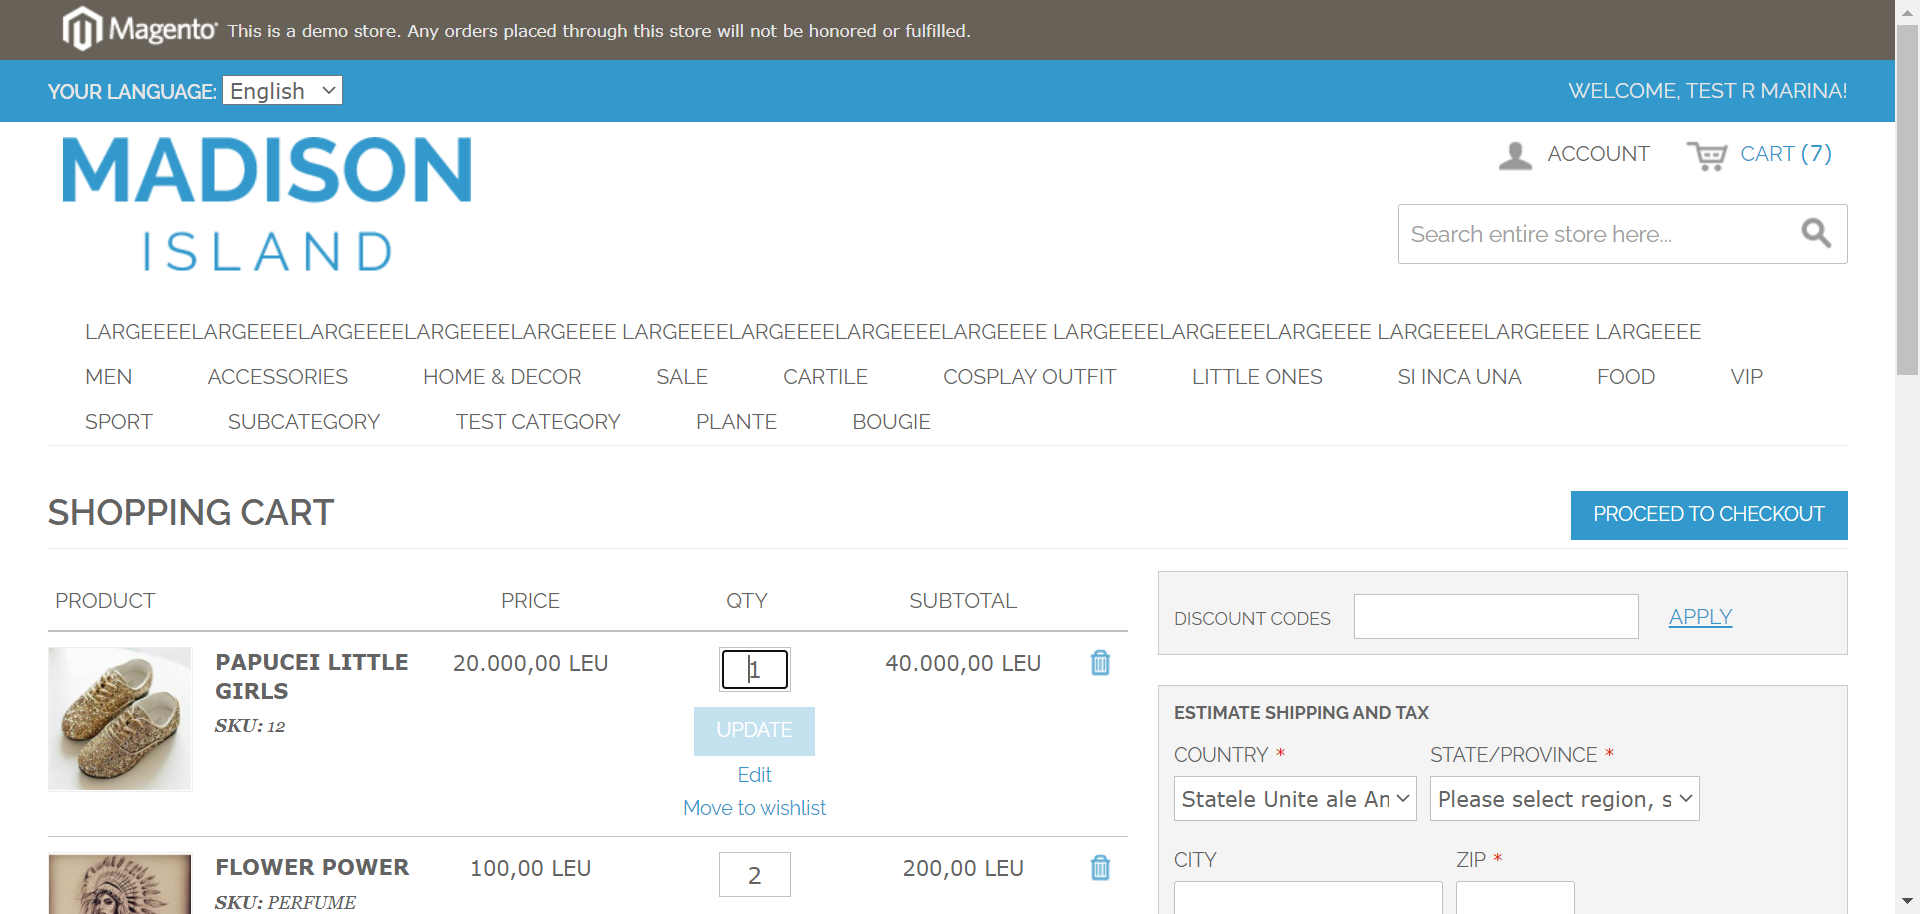 Magento This is a demo store. Any orders placed through this store will not be honored or fulfilled.
YOUR LANGUAGE: English
WELCOME, TEST R MARINA!
MADISON
ISLAND
ACCOUNT
CART (7)
Search entire store here...
LARGEEEELARGEEEELARGEEEELARGEEEELARGEEEE LARGEEEELARGEEEELARGEEEELARGEEEE LARGEEEELARGEEEELARGEEEE LARGEEEELARGEEEE LARGEEEE
MEN ACCESSORIES HOME & DECOR SALE CARTILE COSPLAY OUTFIT LITTLE ONES SI INCA UNA FOOD VIP
SPORT SUBCATEGORY TEST CATEGORY PLANTE BOUGIE
SHOPPING CART
PROCEED TO CHECKOUT
PRODUCT PRICE QTY SUBTOTAL
PAPUCEI LITTLE
GIRLS
SKU: 12
20.000,00 LEU
1
40.000,00 LEU
UPDATE
Edit
Move to wishlist
FLOWER POWER
SKU: PERFUME
100,00 LEU
2
200,00 LEU
DISCOUNT CODES
APPLY
ESTIMATE SHIPPING AND TAX
COUNTRY * STATE/PROVINCE *
Statele Unite ale An Please select region, s
CITY ZIP *